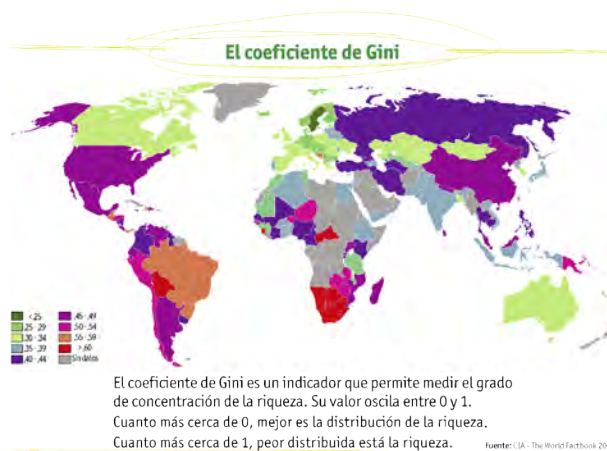 El coeficiente de Gini
<.25
.25 - .29
.30 - .34
.35 - .39
.40 - .44
.45 - .49
.50 - .54
.55 - .59
>.60
Sin datos
El coeficiente de Gini es un indicador que permite medir el grado
de concentración de la riqueza. Su valor oscila entre 0 y 1.
Cuanto más cerca de 0, mejor es la distribución de la riqueza.
Cuanto más cerca de 1, peor distribuida está la riqueza.
Fuente: CIA - The World Factbook 20